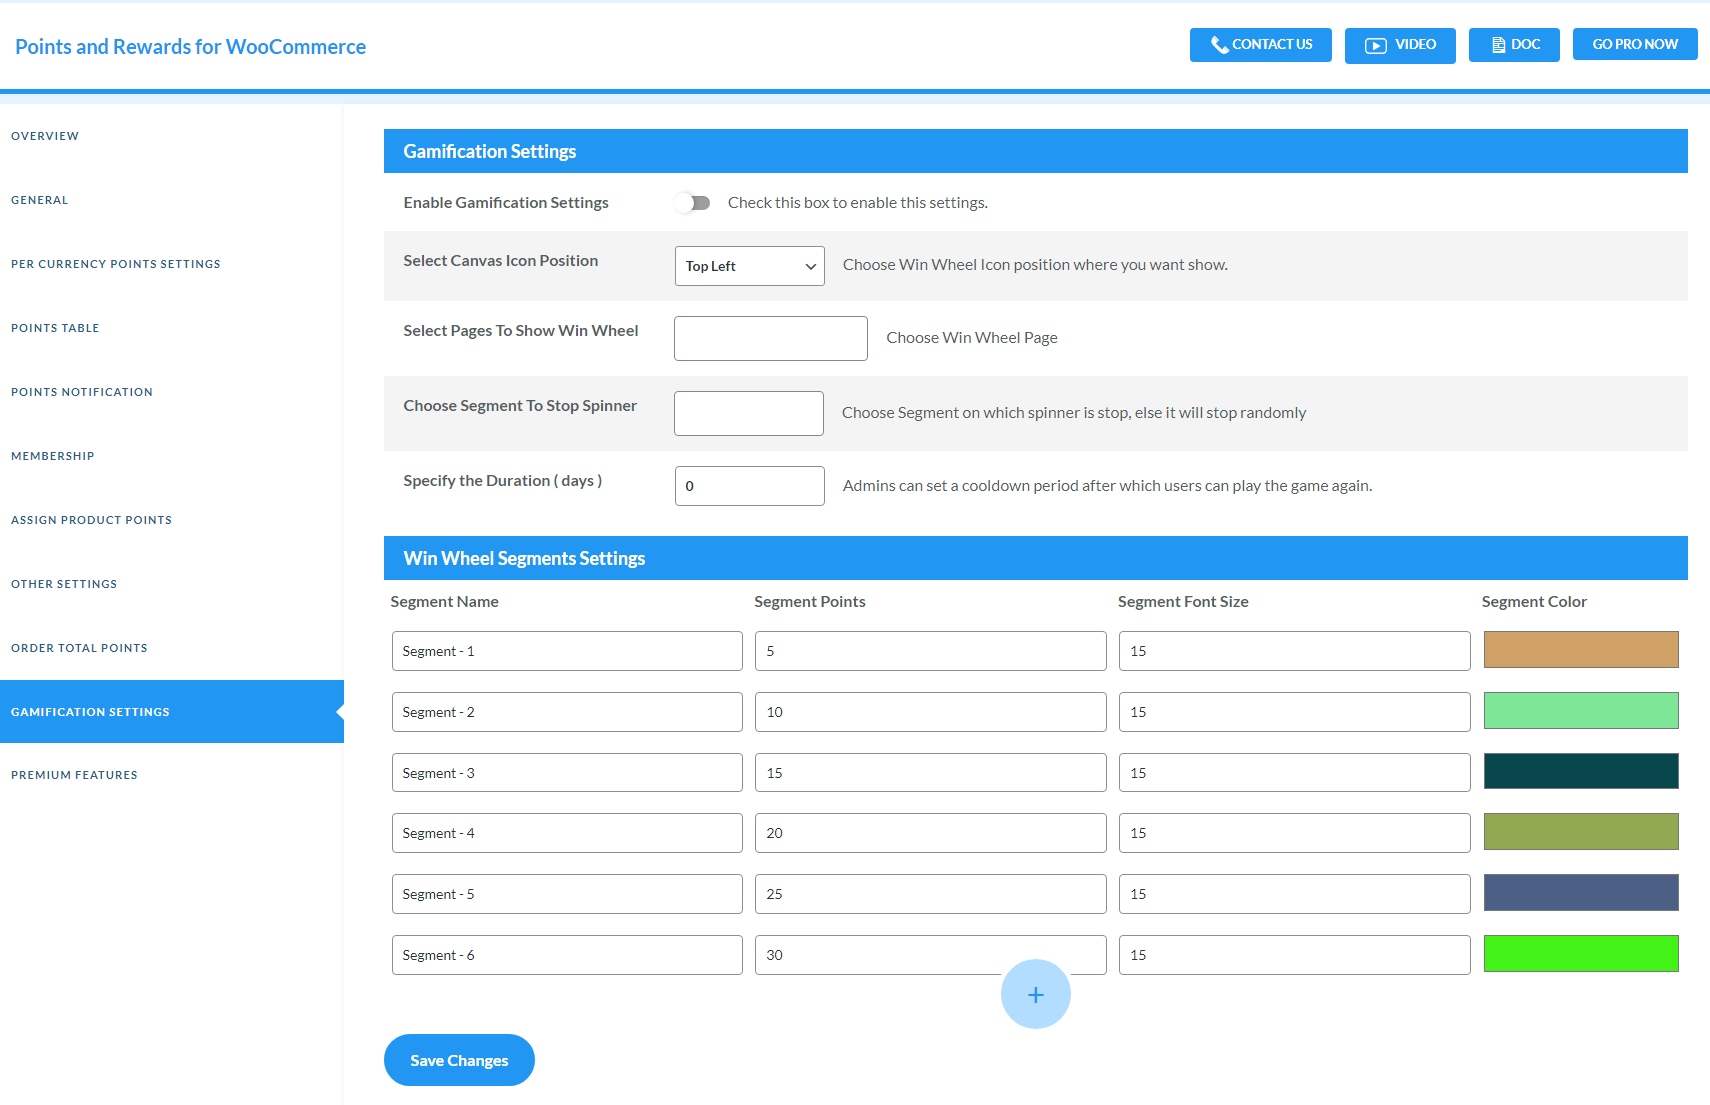 Points and Rewards for WooCommerce
CONTACT US
VIDEO
DOC
GO PRO NOW
OVERVIEW
GENERAL
PER CURRENCY POINTS SETTINGS
POINTS TABLE
POINTS NOTIFICATION
MEMBERSHIP
ASSIGN PRODUCT POINTS
OTHER SETTINGS
ORDER TOTAL POINTS
GAMIFICATION SETTINGS
PREMIUM FEATURES
Gamification Settings
Enable Gamification Settings
Check this box to enable this settings.
Select Canvas Icon Position
Top Left
Choose Win Wheel Icon position where you want show.
Select Pages To Show Win Wheel
Choose Win Wheel Page
Choose Segment To Stop Spinner
Choose Segment on which spinner is stop, else it will stop randomly
Specify the Duration ( days )
0
Admins can set a cooldown period after which users can play the game again.
Win Wheel Segments Settings
Segment Name Segment Points Segment Font Size Segment Color
Segment - 1 5 15
Segment - 2 10 15
Segment - 3 15 15
Segment - 4 20 15
Segment - 5 25 15
Segment - 6 30 15
+
Save Changes